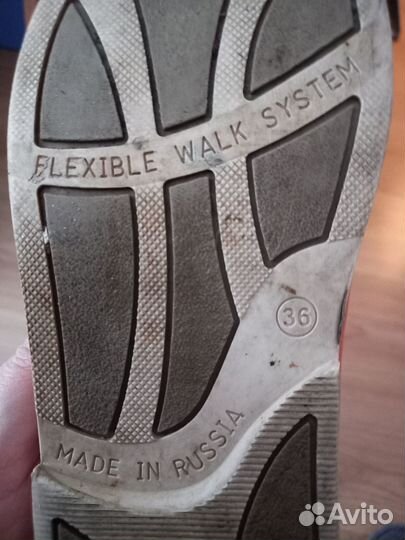 FLEXIBLE WALK SYSTEM
36
MADE IN RUSSIA
Avito